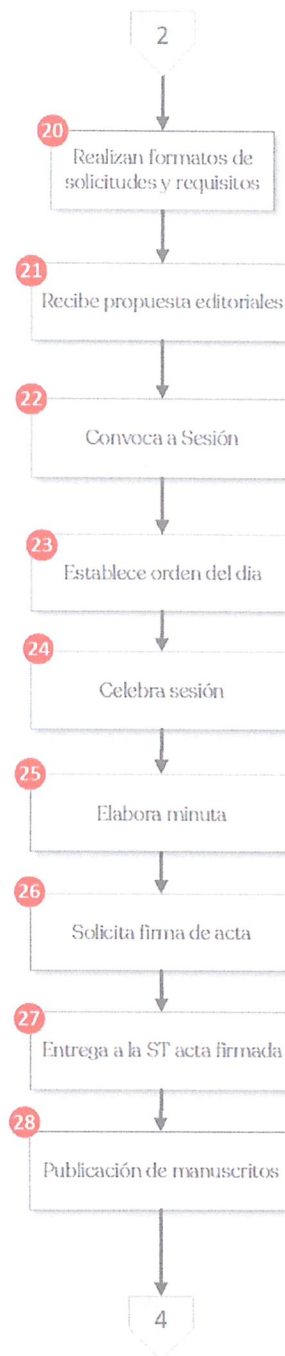 2
20
Realizan formatos de
solicitudes y requisitos
21
Recibe propuesta editoriales
22
Convoca a Sesión
23
Establece orden del dia
24
Celebra sesión
25
Elabora minuta
26
Solicita firma de acta
27
Entrega a la ST acta firmada
28
Publicación de manuscritos
4